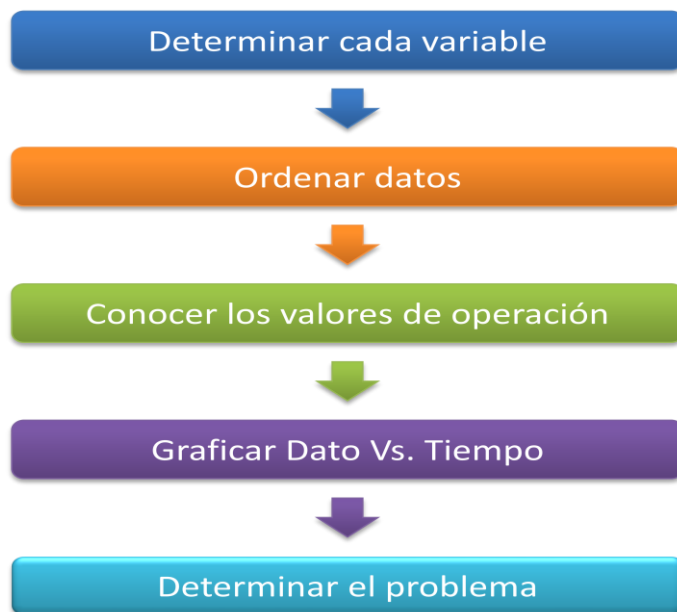 Determinar cada variable
Ordenar datos
Conocer los valores de operación
Graficar Dato Vs. Tiempo
Determinar el problema